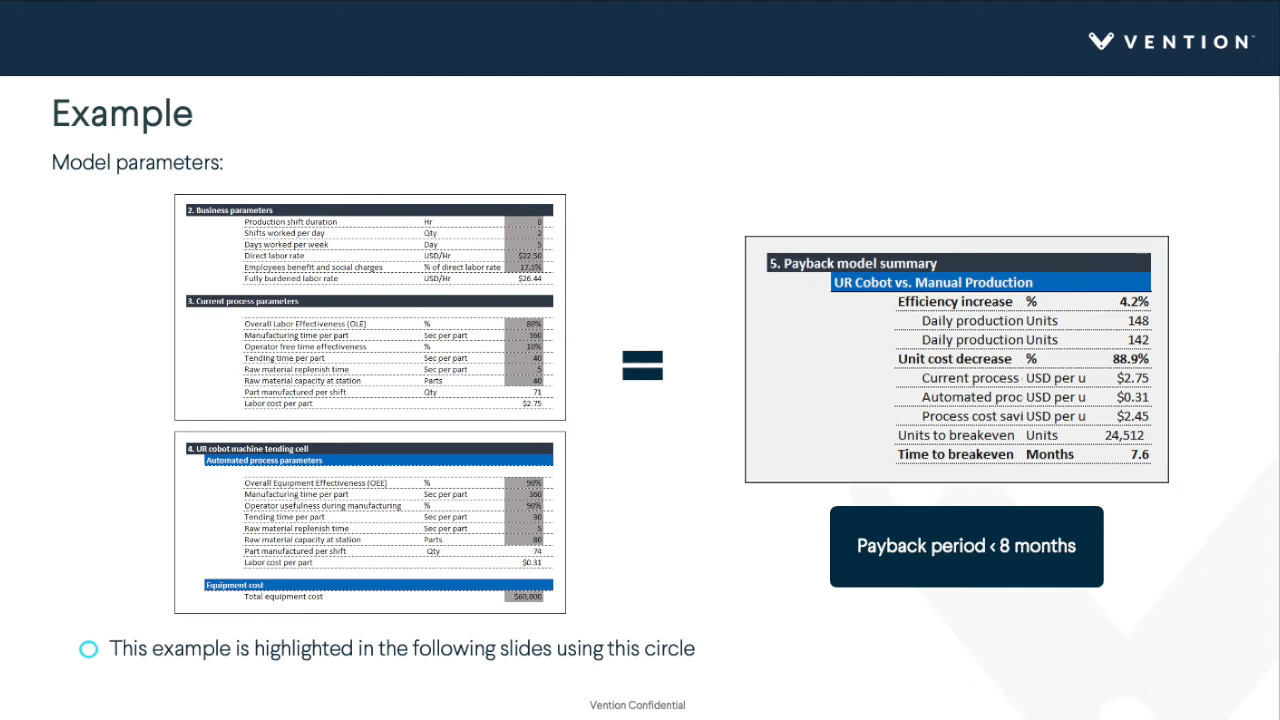 VENTION
Example
Model parameters:
2. Business parameters
Production shift duration Hr 8
Shifts worked per day Qty 2
Days worked per week Day 5
Direct labor rate USD/Hr $22.50
Employees benefit and social charges % of direct labor rate 17.5%
Fully burdened labor rate USD/Hr $26.44
3. Current process parameters
Overall Labor Effectiveness (OLE) % 80%
Manufacturing time per part Sec per part 360
Operator free time effectiveness % 10%
Tending time per part Sec per part 40
Raw material replenish time Sec per part 5
Raw material capacity at station Parts 40
Part manufactured per shift Qty 71
Labor cost per part $2.75
4. UR cobot machine tending cell
Automated process parameters
Overall Equipment Effectiveness (OEE) % 90%
Manufacturing time per part Sec per part 360
Operator usefulness during manufacturing % 90%
Tending time per part Sec per part 30
Raw material replenish time Sec per part 5
Raw material capacity at station Parts 80
Part manufactured per shift Qty 74
Labor cost per part $0.31
Equipment cost
Total equipment cost $60,000
5. Payback model summary
UR Cobot vs. Manual Production
Efficiency increase % 4.2%
Daily production Units 148
Daily production Units 142
Unit cost decrease % 88.9%
Current process USD per u $2.75
Automated proc USD per u $0.31
Process cost savi USD per u $2.45
Units to breakeven Units 24,512
Time to breakeven Months 7.6
Payback period < 8 months
This example is highlighted in the following slides using this circle
Vention Confidential